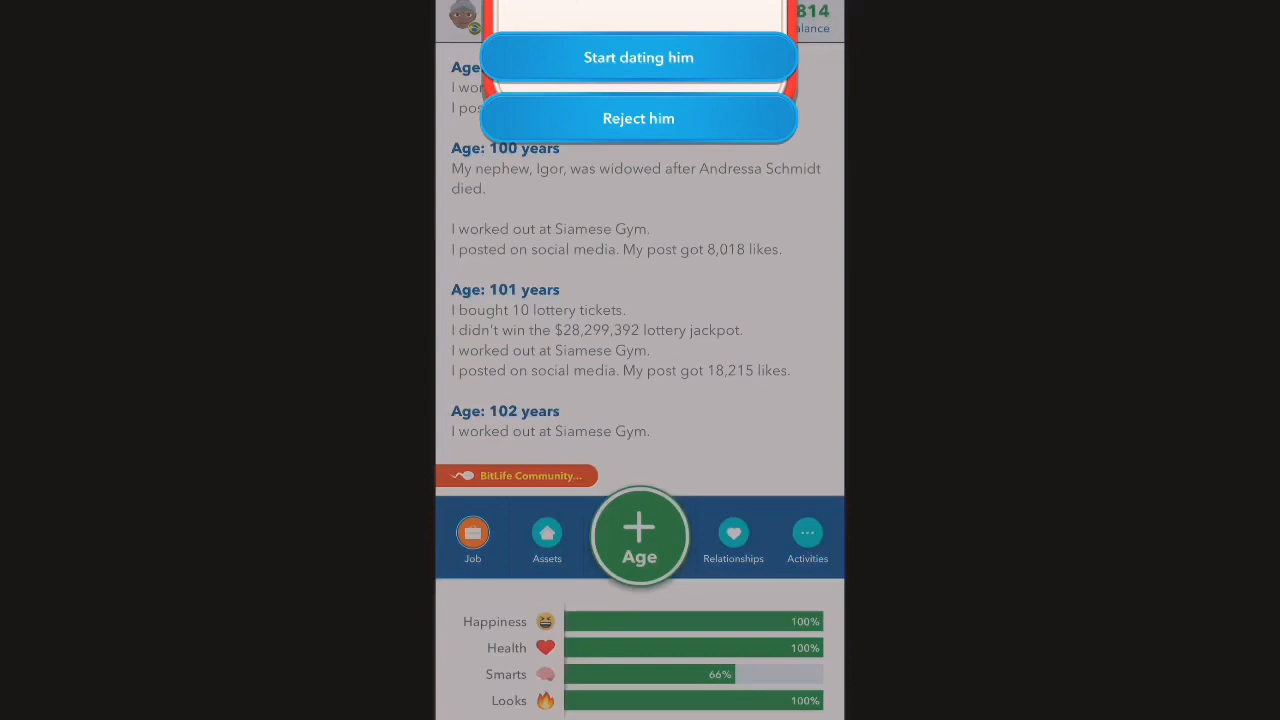 814
alance
Start dating him
Reject him
Age:
I wor
I pos
Age: 100 years
My nephew, Igor, was widowed after Andressa Schmidt
died.
I worked out at Siamese Gym.
I posted on social media. My post got 8,018 likes.
Age: 101 years
I bought 10 lottery tickets.
I didn't win the $28,299,392 lottery jackpot.
I worked out at Siamese Gym.
I posted on social media. My post got 18,215 likes.
Age: 102 years
I worked out at Siamese Gym.
BitLife Community...
Age
Job
Assets
Relationships
Activities
Happiness 100%
Health 100%
Smarts 66%
Looks 100%